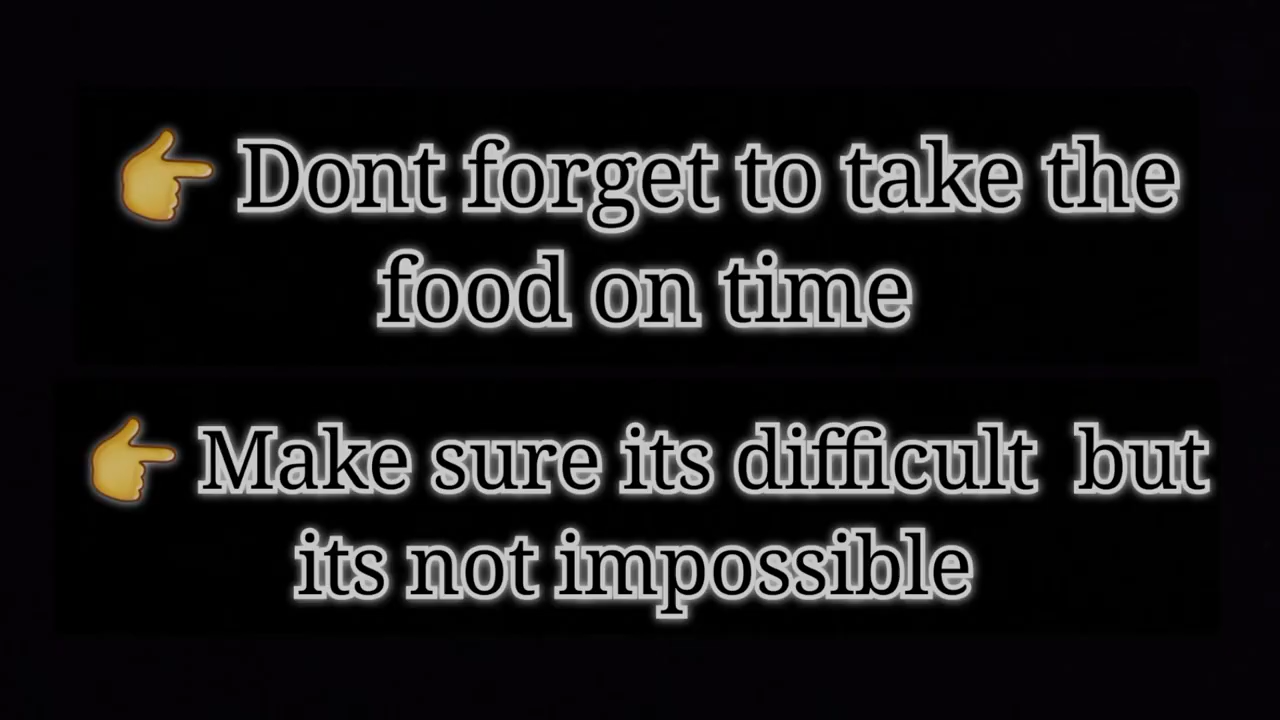 👉 Dont forget to take the
food on time
👉 Make sure its difficult but
its not impossible